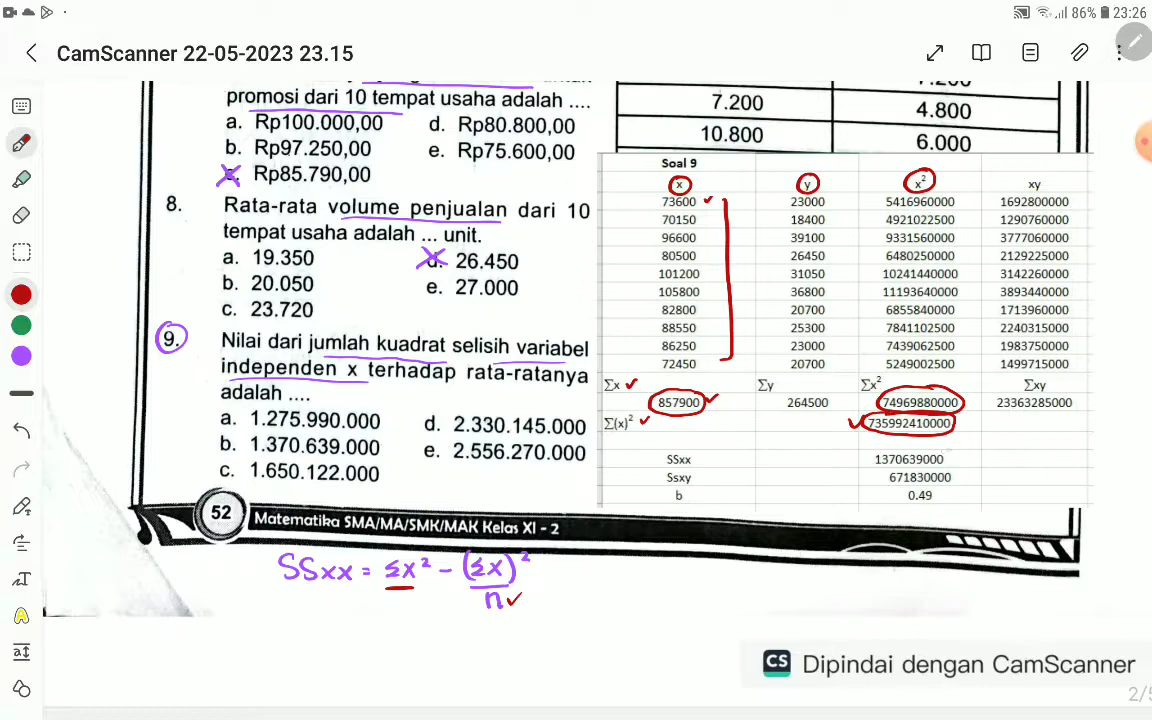 86% 23:26
CamScanner 22-05-2023 23.15
promosi dari 10 tempat usaha adalah ....
a. Rp100.000,00 d. Rp80.800,00
b. Rp97.250,00 e. Rp75.600,00
Rp85.790,00
7.200 4.800
10.800 6.000
8. Rata-rata volume penjualan dari 10
tempat usaha adalah ... unit.
a. 19.350 d. 26.450
b. 20.050 e. 27.000
c. 23.720
9. Nilai dari jumlah kuadrat selisih variabel
independen x terhadap rata-ratanya
adalah ....
a. 1.275.990.000 d. 2.330.145.000
b. 1.370.639.000 e. 2.556.270.000
c. 1.650.122.000
Soal 9
x y x² xy
73600 23000 5416960000 1692800000
70150 18400 4921022500 1290760000
96600 39100 9331560000 3777060000
80500 26450 6480250000 2129225000
101200 31050 10241440000 3142260000
105800 36800 11193640000 3893440000
82800 20700 6855840000 1713960000
88550 25300 7841102500 2240315000
86250 23000 7439062500 1983750000
72450 20700 5249002500 1499715000
∑x ∑y ∑x² ∑xy
857900 264500 74969880000 23363285000
∑(x)² 735992410000
SSxx 1370639000
Ssxy 671830000
b 0.49
52 Matematika SMA/MA/SMK/MAK Kelas XI - 2
SSxx = Σx² - (Σx)²
n
CS Dipindai dengan CamScanner